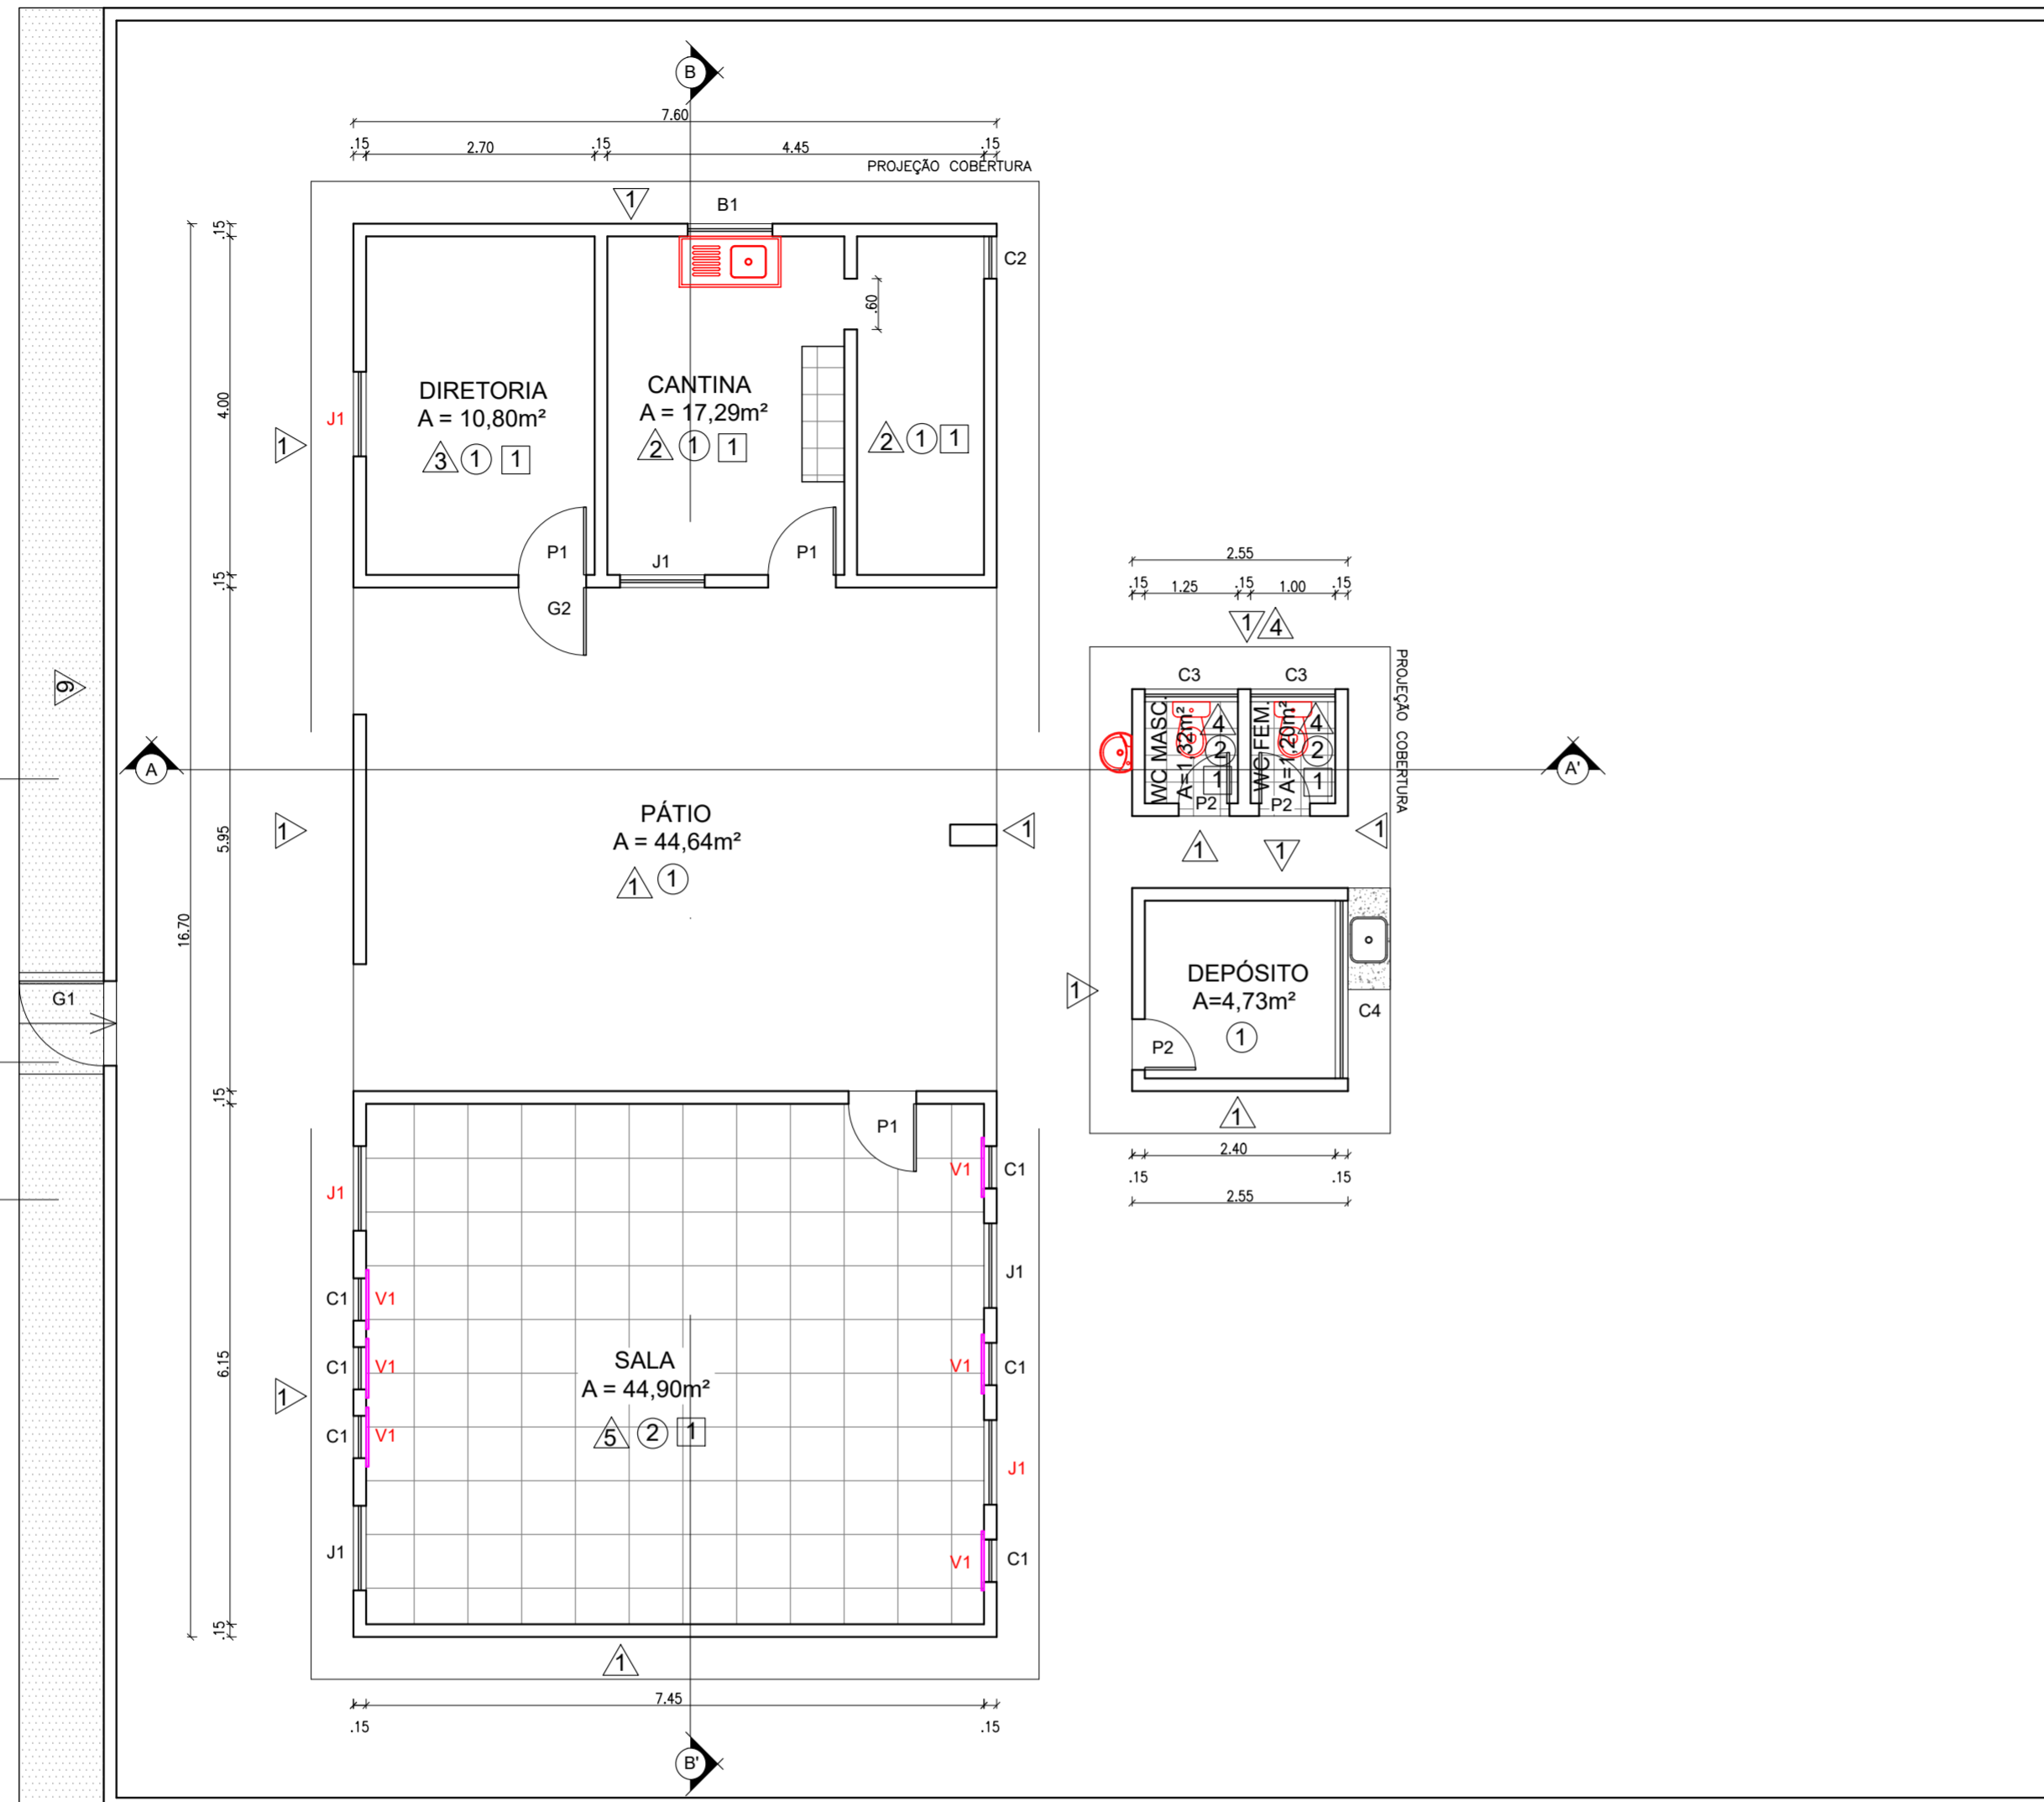 B
7.60
.15
2.70
.15
4.45
.15
PROJEÇÃO COBERTURA
1
B1
.15
C2
.60
DIRETORIA
A = 10,80m²
3
1
1
CANTINA
A = 17,29m²
2
1
1
2
1
1
J1
1
4.00
P1
J1
P1
G2
.15
2.55
.15
1.25
.15
1.00
.15
1
4
PROJEÇÃO COBERTURA
C3
C3
WC MASC.
A=1,32m²
4
2
1
WC FEM.
A=1,20m²
4
2
1
P2
P2
9
A
A'
PÁTIO
A = 44,64m²
1
1
1
1
1
1
1
5.95
16.70
DEPÓSITO
A=4,73m²
1
1
C4
P2
G1
1
2.40
.15
.15
2.55
.15
P1
V1
C1
J1
J1
C1
V1
C1
V1
V1
C1
C1
V1
6.15
SALA
A = 44,90m²
5
2
1
1
J1
J1
V1
C1
.15
1
7.45
.15
.15
B'